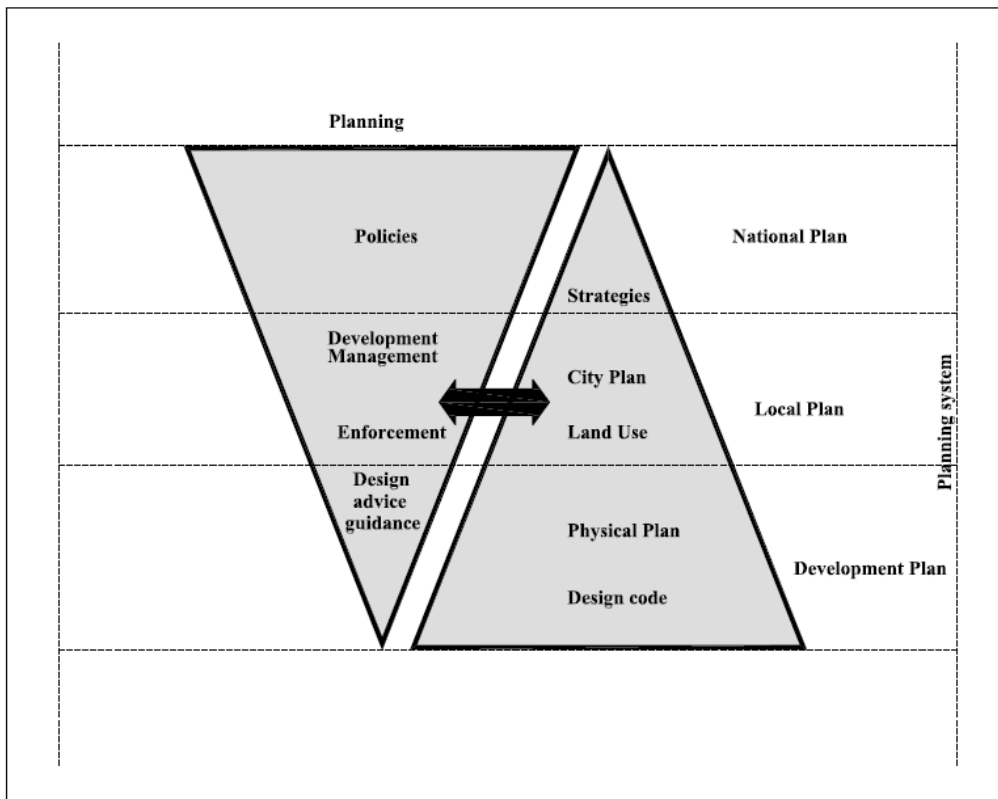 Planning
Policies
National Plan
Strategies
Development
Management
City Plan
Local Plan
Enforcement
Land Use
Planning system
Design
advice
guidance
Physical Plan
Development Plan
Design code